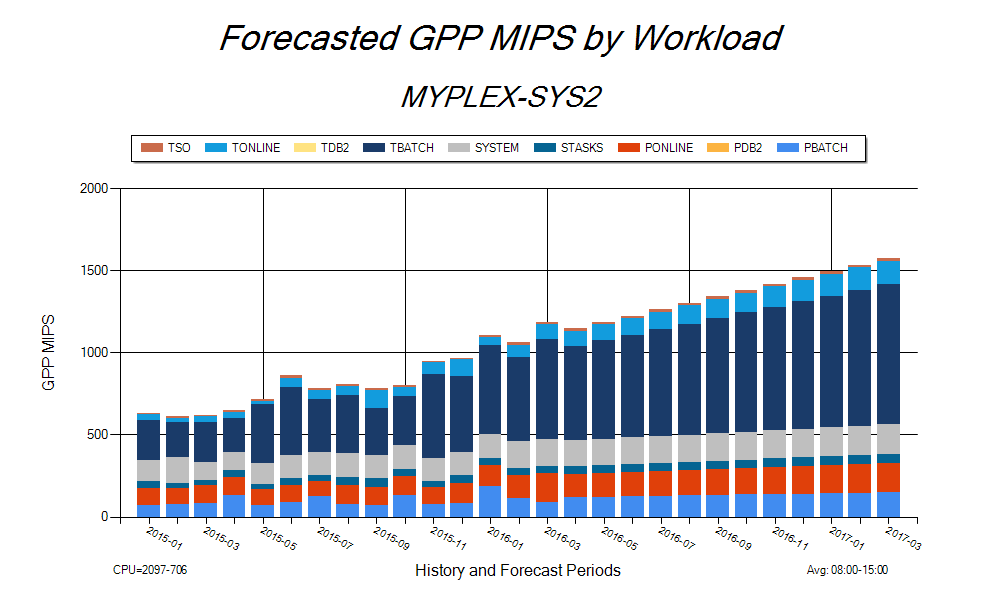 Forecasted GPP MIPS by Workload
MYPLEX-SYS2
TSO TONLINE TDB2 TBATCH SYSTEM STASKS PONLINE PDB2 PBATCH
2000
1500
1000
500
0
GPP MIPS
2015-01 2015-03 2015-05 2015-07 2015-09 2015-11 2016-01 2016-03 2016-05 2016-07 2016-09 2016-11 2017-01 2017-03
CPU=2097-706
History and Forecast Periods
Avg: 08:00-15:00